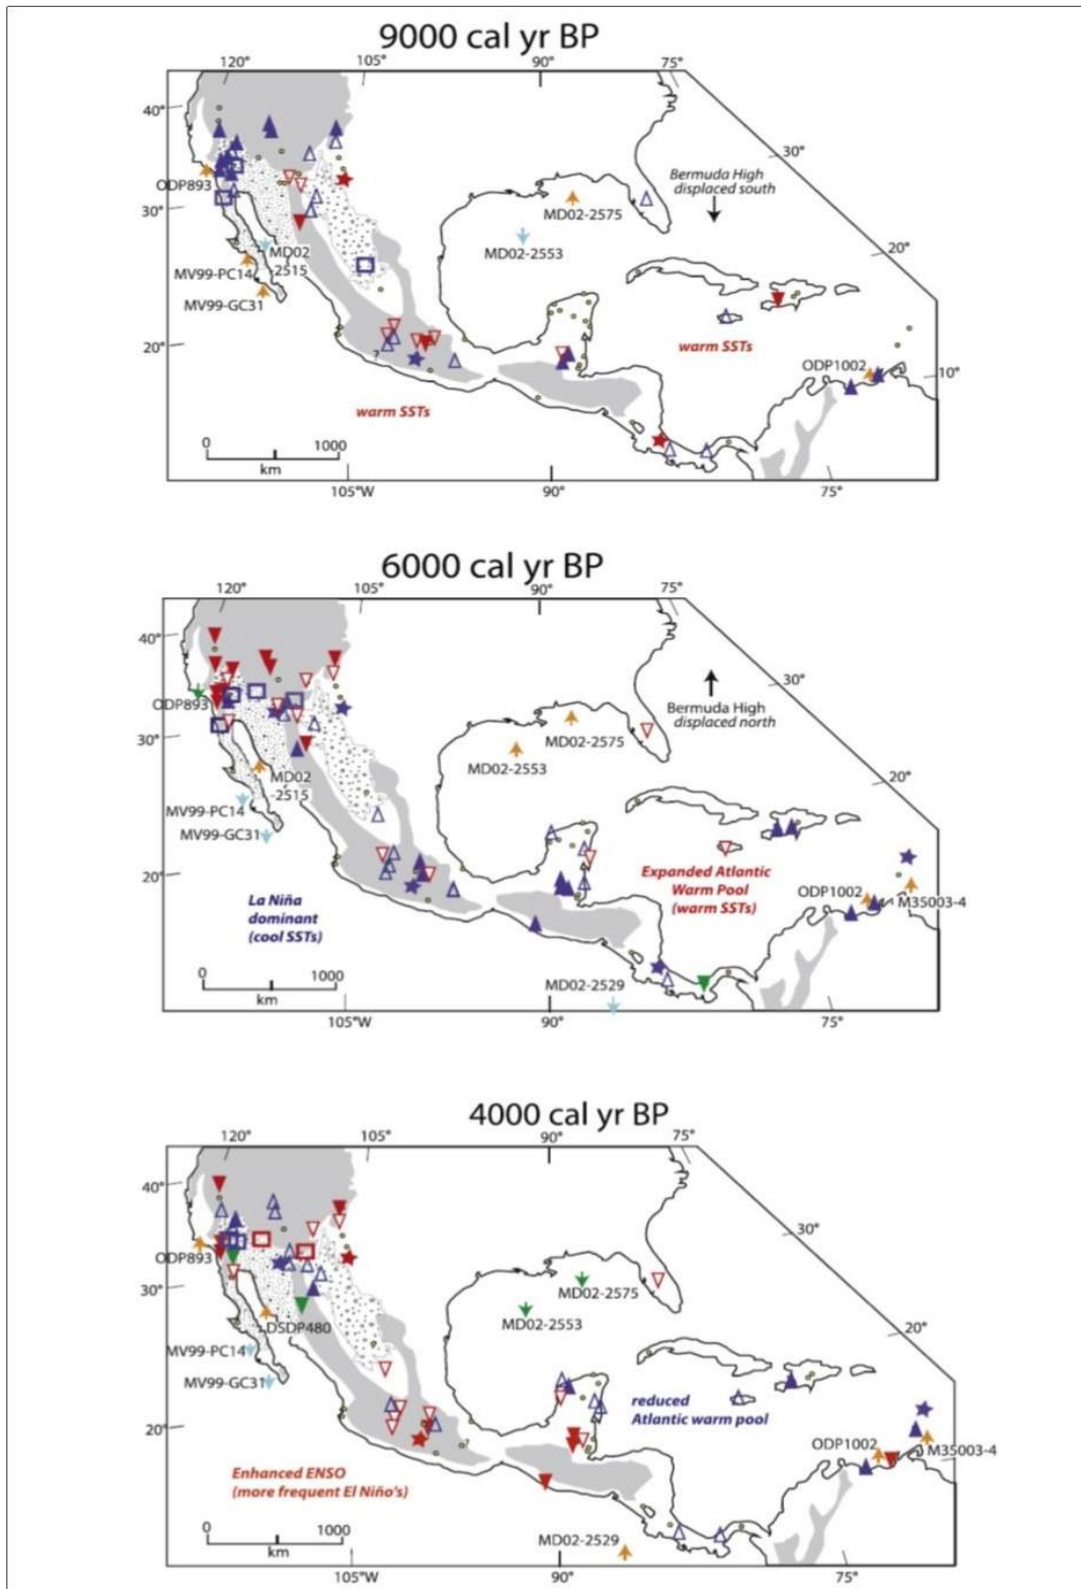 9000 cal yr BP
120° 105° 90° 75°
40°
30°
ODP893
Bermuda High
displaced south
30°
MD02-2575
MD02-2553
20°
MD02
-2515
MV99-PC14
MV99-GC31
20°
?
warm SSTs
ODP1002
10°
warm SSTs
0 1000
km
105°W 90° 75°
6000 cal yr BP
120° 105° 90° 75°
40°
30°
ODP893
Bermuda High
displaced north
30°
MD02-2575
MD02-2553
20°
MD02
-2515
MV99-PC14
MV99-GC31
20°
Expanded Atlantic
Warm Pool
(warm SSTs)
ODP1002
M35003-4
La Niña
dominant
(cool SSTs)
MD02-2529
0 1000
km
105°W 90° 75°
4000 cal yr BP
120° 105° 90° 75°
40°
30°
ODP893
30°
MD02-2575
MD02-2553
DSDP480
20°
MV99-PC14
MV99-GC31
20°
reduced
Atlantic warm pool
?
ODP1002
M35003-4
Enhanced ENSO
(more frequent El Niño's)
MD02-2529
0 1000
km
105°W 90° 75°